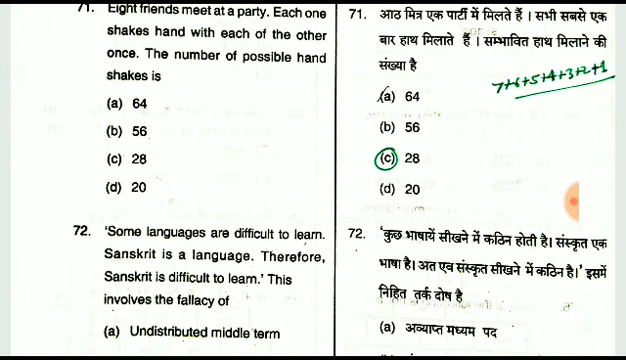 71. Eight friends meet at a party. Each one
shakes hand with each of the other
once. The number of possible hand
shakes is
(a) 64
(b) 56
(c) 28
(d) 20
72. ‘Some languages are difficult to learn.
Sanskrit is a language. Therefore,
Sanskrit is difficult to learn.’ This
involves the fallacy of
(a) Undistributed middle term
71. आठ मित्र एक पार्टी में मिलते हैं । सभी सबसे एक
बार हाथ मिलाते हैं । सम्भावित हाथ मिलाने की
संख्या है
7+6+5+4+3+2+1
(a) 64
(b) 56
(c) 28
(d) 20
72. ‘कुछ भाषायें सीखने में कठिन होती है। संस्कृत एक
भाषा है। अत एव संस्कृत सीखने में कठिन है।’ इसमें
निहित तर्क दोष है
(a) अव्याप्त मध्यम पद